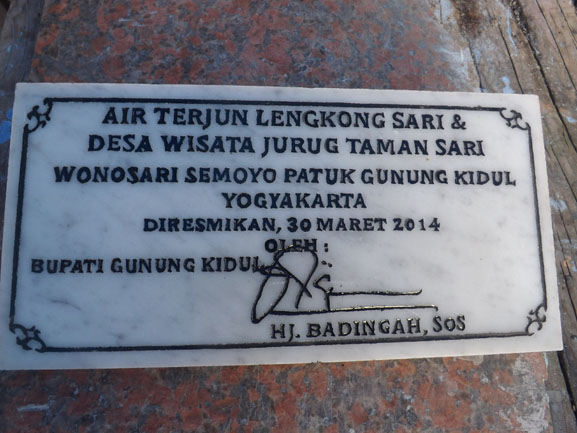 AIR TERJUN LENGKONG SARI &
DESA WISATA JURUG TAMAN SARI
WONOSARI SEMOYO PATUK GUNUNG KIDUL
YOGYAKARTA
DIRESMIKAN, 30 MARET 2014
OLEH :
BUPATI GUNUNG KIDUL
HJ. BADINGAH, SOS